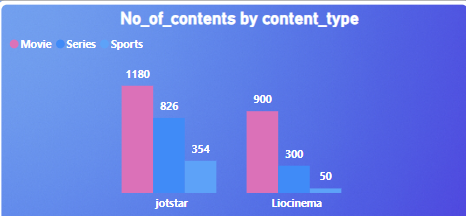 No_of_contents by content_type
Movie Series Sports
1180
900
826
354
300
50
jotstar Liocinema